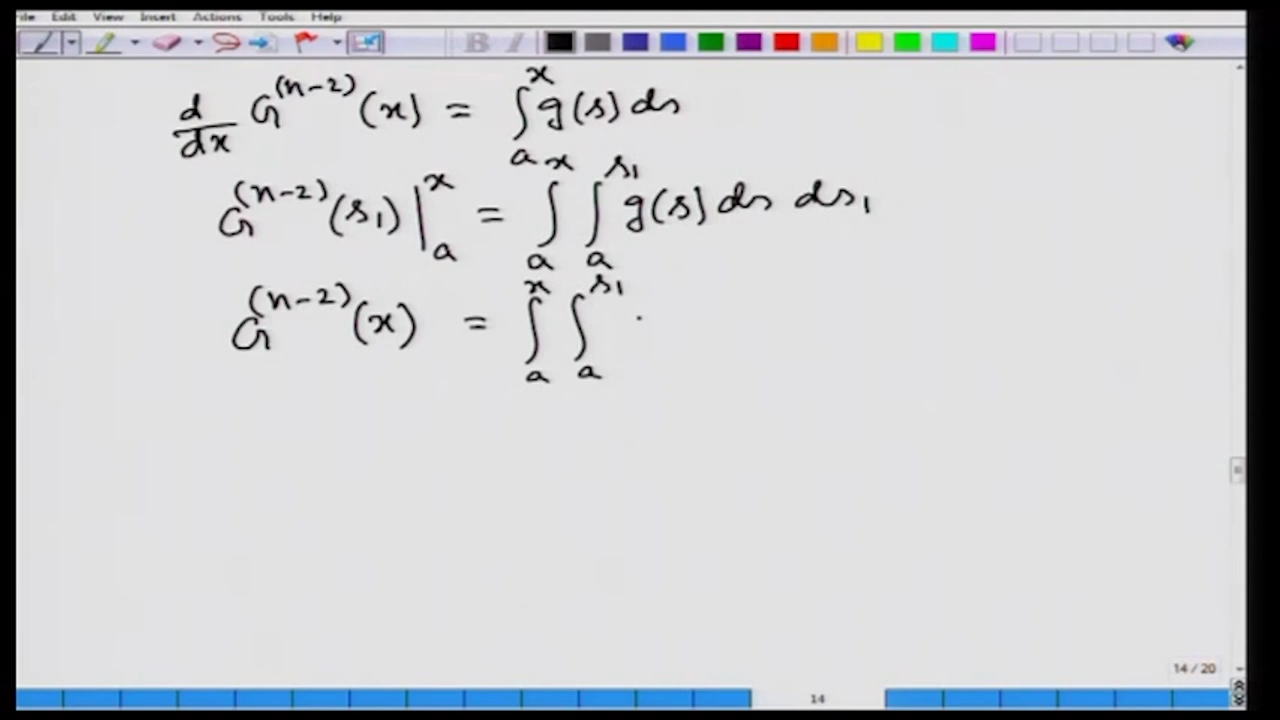 File Edit View Insert Actions Tools Help
B I
d/dx G^(n-2)(x) = ∫_a^x g(s) ds
G^(n-2)(s₁)|_a^x = ∫_a^x ∫_a^s₁ g(s) ds ds₁
G^(n-2)(x) = ∫_a^x ∫_a^s₁
14 / 20
14